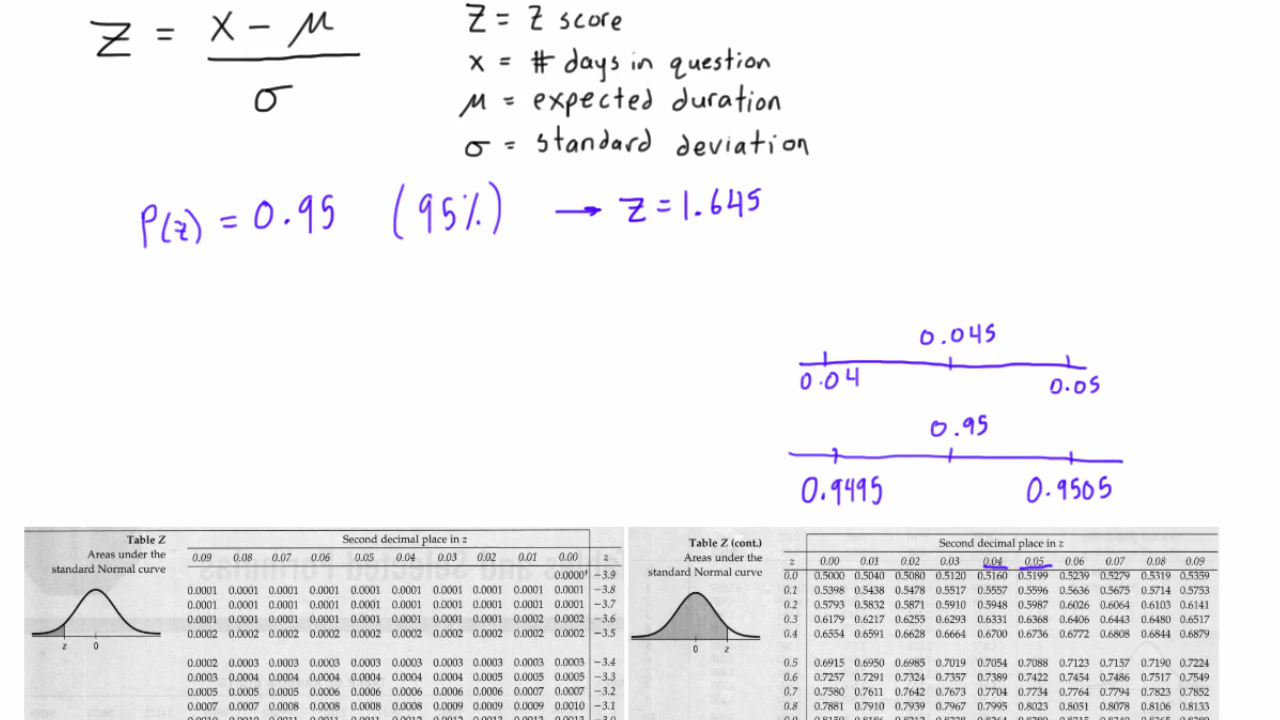 Z = x - μ / σ
Z = Z score
x = # days in question
μ = expected duration
σ = standard deviation
P(z) = 0.95 (95%) → Z = 1.645
0.045
0.04 0.05
0.95
0.9495 0.9505
Table Z
Areas under the
standard Normal curve
z 0
Second decimal place in z
0.09 0.08 0.07 0.06 0.05 0.04 0.03 0.02 0.01 0.00 z
0.0000† −3.9
0.0001 0.0001 0.0001 0.0001 0.0001 0.0001 0.0001 0.0001 0.0001 0.0001 −3.8
0.0001 0.0001 0.0001 0.0001 0.0001 0.0001 0.0001 0.0001 0.0001 0.0001 −3.7
0.0001 0.0001 0.0001 0.0001 0.0001 0.0001 0.0001 0.0001 0.0002 0.0002 −3.6
0.0002 0.0002 0.0002 0.0002 0.0002 0.0002 0.0002 0.0002 0.0002 0.0002 −3.5
0.0002 0.0003 0.0003 0.0003 0.0003 0.0003 0.0003 0.0003 0.0003 0.0003 −3.4
0.0003 0.0004 0.0004 0.0004 0.0004 0.0004 0.0004 0.0005 0.0005 0.0005 −3.3
0.0005 0.0005 0.0005 0.0006 0.0006 0.0006 0.0006 0.0006 0.0007 0.0007 −3.2
0.0007 0.0007 0.0008 0.0008 0.0008 0.0008 0.0009 0.0009 0.0009 0.0010 −3.1
Table Z (cont.)
Areas under the
standard Normal curve
0 z
Second decimal place in z
z 0.00 0.01 0.02 0.03 0.04 0.05 0.06 0.07 0.08 0.09
0.0 0.5000 0.5040 0.5080 0.5120 0.5160 0.5199 0.5239 0.5279 0.5319 0.5359
0.1 0.5398 0.5438 0.5478 0.5517 0.5557 0.5596 0.5636 0.5675 0.5714 0.5753
0.2 0.5793 0.5832 0.5871 0.5910 0.5948 0.5987 0.6026 0.6064 0.6103 0.6141
0.3 0.6179 0.6217 0.6255 0.6293 0.6331 0.6368 0.6406 0.6443 0.6480 0.6517
0.4 0.6554 0.6591 0.6628 0.6664 0.6700 0.6736 0.6772 0.6808 0.6844 0.6879
0.5 0.6915 0.6950 0.6985 0.7019 0.7054 0.7088 0.7123 0.7157 0.7190 0.7224
0.6 0.7257 0.7291 0.7324 0.7357 0.7389 0.7422 0.7454 0.7486 0.7517 0.7549
0.7 0.7580 0.7611 0.7642 0.7673 0.7704 0.7734 0.7764 0.7794 0.7823 0.7852
0.8 0.7881 0.7910 0.7939 0.7967 0.7995 0.8023 0.8051 0.8078 0.8106 0.8133